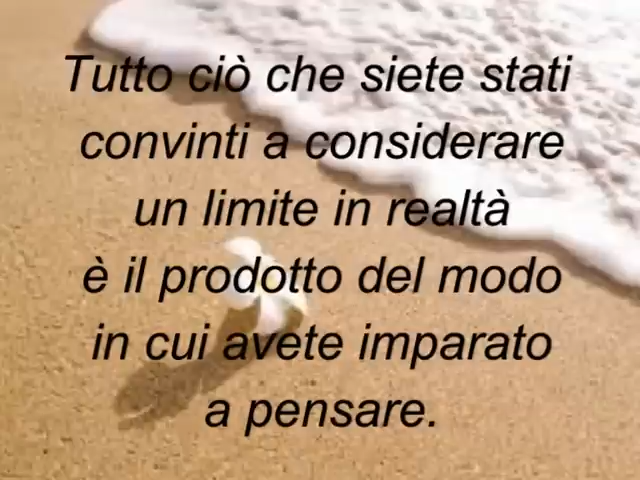 Tutto ciò che siete stati
convinti a considerare
un limite in realtà
è il prodotto del modo
in cui avete imparato
a pensare.